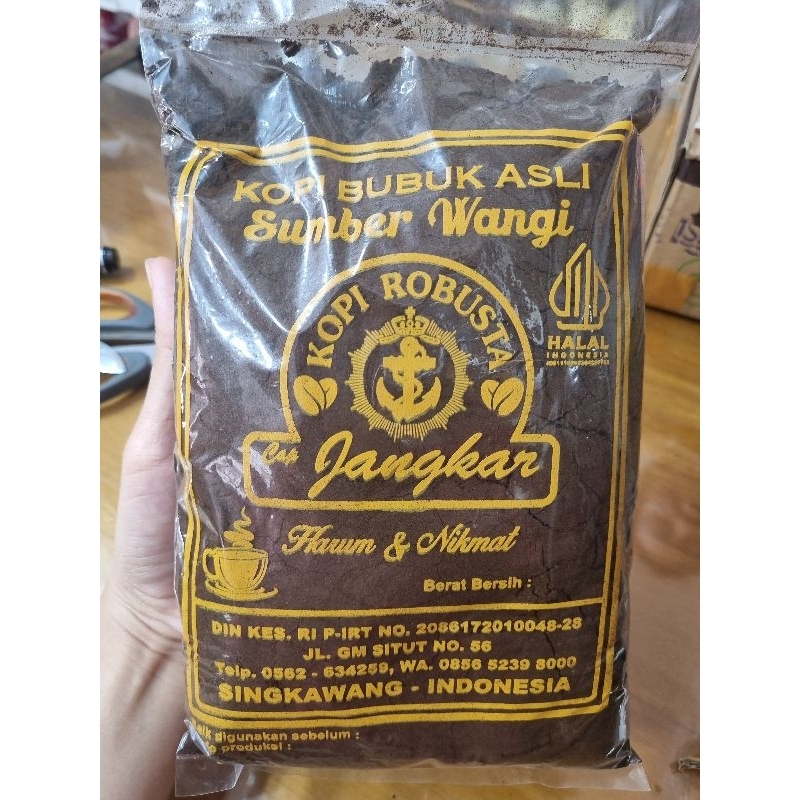 KOPI BUBUK ASLI
Sumber Wangi
KOPI ROBUSTA
HALAL
INDONESIA
Cap Jangkar
Harum & Nikmat
Berat Bersih :
DIN KES. RI P-IRT NO. 2056172010048-28
JL. GM SITUT NO. 56
Telp. 0562 - 634259, WA. 0856 5239 8000
SINGKAWANG - INDONESIA
digunakan sebelum :
produksi :